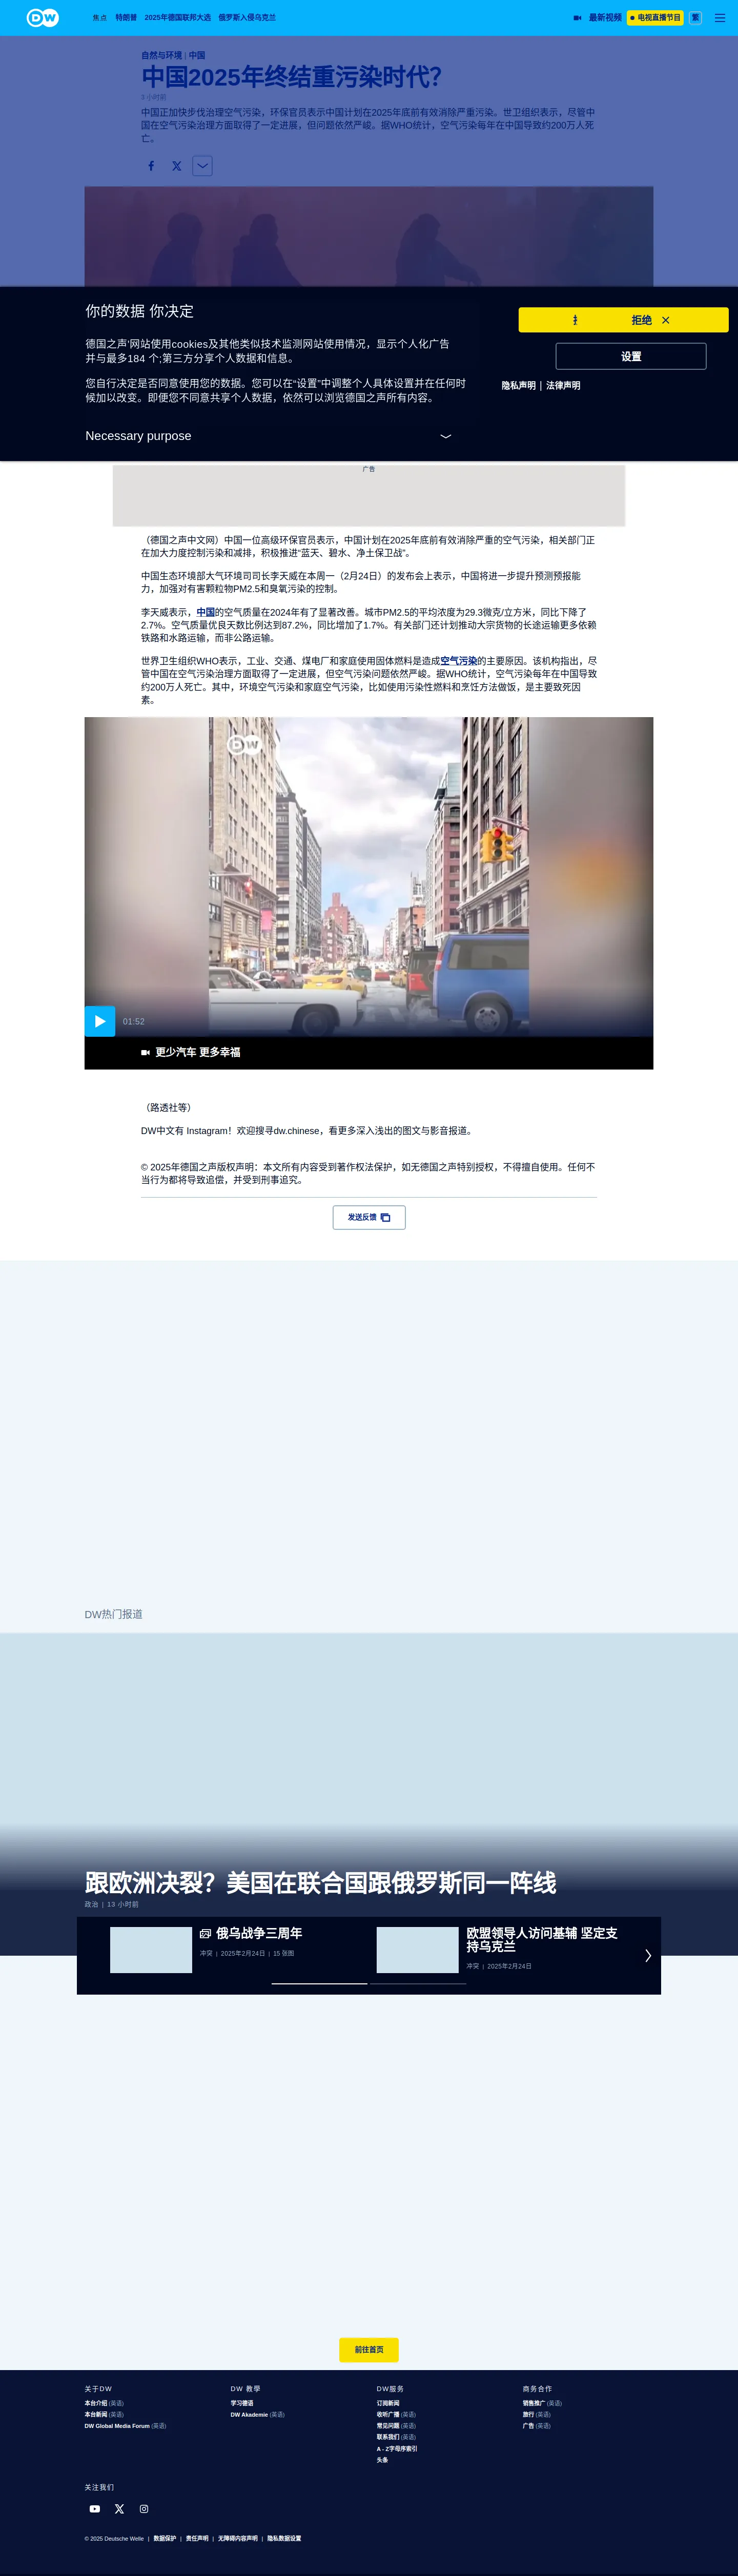 DW
焦点 特朗普 2025年德国联邦大选 俄罗斯入侵乌克兰
最新视频 电视直播节目 繁
自然与环境 | 中国
中国2025年终结重污染时代？
3 小时前
中国正加快步伐治理空气污染，环保官员表示中国计划在2025年底前有效消除严重污染。世卫组织表示，尽管中
国在空气污染治理方面取得了一定进展，但问题依然严峻。据WHO统计，空气污染每年在中国导致约200万人死
亡。
你的数据 你决定
德国之声'网站使用cookies及其他类似技术监测网站使用情况，显示个人化广告
并与最多184 个;第三方分享个人数据和信息。
您自行决定是否同意使用您的数据。您可以在“设置”中调整个人具体设置并在任何时
候加以改变。即便您不同意共享个人数据，依然可以浏览德国之声所有内容。
Necessary purpose
拒绝
设置
隐私声明 | 法律声明
广告
（德国之声中文网）中国一位高级环保官员表示，中国计划在2025年底前有效消除严重的空气污染，相关部门正
在加大力度控制污染和减排，积极推进“蓝天、碧水、净土保卫战”。
中国生态环境部大气环境司司长李天威在本周一（2月24日）的发布会上表示，中国将进一步提升预测预报能
力，加强对有害颗粒物PM2.5和臭氧污染的控制。
李天威表示，中国的空气质量在2024年有了显著改善。城市PM2.5的平均浓度为29.3微克/立方米，同比下降了
2.7%。空气质量优良天数比例达到87.2%，同比增加了1.7%。有关部门还计划推动大宗货物的长途运输更多依赖
铁路和水路运输，而非公路运输。
世界卫生组织WHO表示，工业、交通、煤电厂和家庭使用固体燃料是造成空气污染的主要原因。该机构指出，尽
管中国在空气污染治理方面取得了一定进展，但空气污染问题依然严峻。据WHO统计，空气污染每年在中国导致
约200万人死亡。其中，环境空气污染和家庭空气污染，比如使用污染性燃料和烹饪方法做饭，是主要致死因
素。
DW
01:52
更少汽车 更多幸福
（路透社等）
DW中文有 Instagram！欢迎搜寻dw.chinese，看更多深入浅出的图文与影音报道。
© 2025年德国之声版权声明：本文所有内容受到著作权法保护，如无德国之声特别授权，不得擅自使用。任何不
当行为都将导致追偿，并受到刑事追究。
发送反馈
DW热门报道
跟欧洲决裂？美国在联合国跟俄罗斯同一阵线
政治 | 13 小时前
俄乌战争三周年
冲突 | 2025年2月24日 | 15 张图
欧盟领导人访问基辅 坚定支
持乌克兰
冲突 | 2025年2月24日
前往首页
关于DW
本台介绍 (英语)
本台新闻 (英语)
DW Global Media Forum (英语)
DW 教學
学习德语
DW Akademie (英语)
DW服务
订阅新闻
收听广播 (英语)
常见问题 (英语)
联系我们 (英语)
A - Z字母序索引
头条
商务合作
销售推广 (英语)
旅行 (英语)
广告 (英语)
关注我们
© 2025 Deutsche Welle | 数据保护 | 责任声明 | 无障碍内容声明 | 隐私数据设置